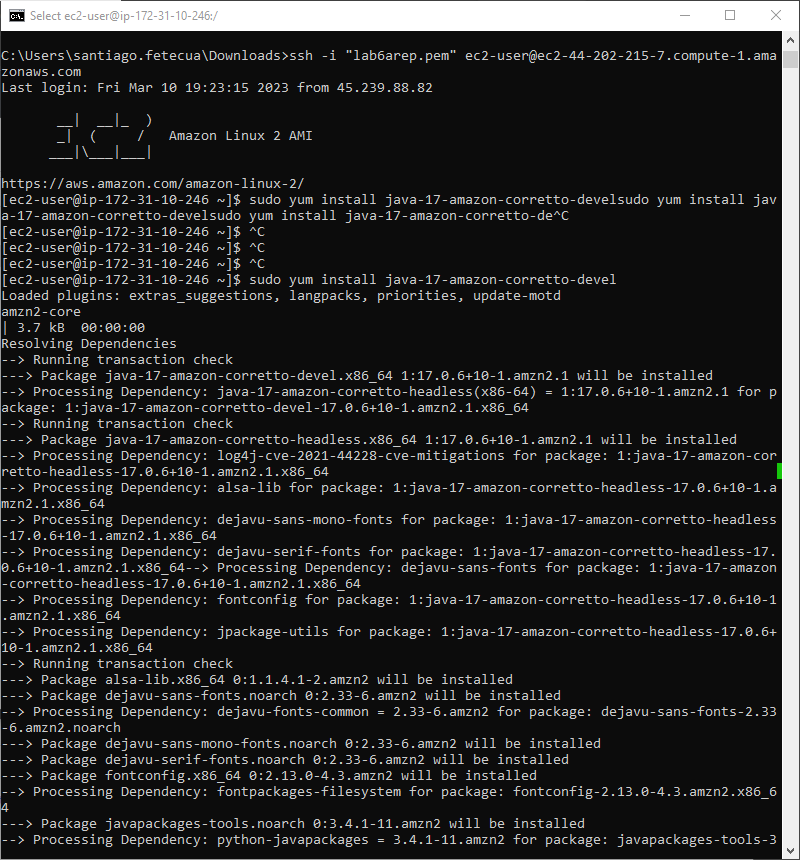 Select ec2-user@ip-172-31-10-246:/
C:\Users\santiago.fetecua\Downloads>ssh -i "lab6arep.pem" ec2-user@ec2-44-202-215-7.compute-1.ama
zonaws.com
Last login: Fri Mar 10 19:23:15 2023 from 45.239.88.82
       __|  __|_  )
       _|  (     /   Amazon Linux 2 AMI
      ___|\___|___|
https://aws.amazon.com/amazon-linux-2/
[ec2-user@ip-172-31-10-246 ~]$ sudo yum install java-17-amazon-corretto-develsudo yum install jav
a-17-amazon-corretto-develsudo yum install java-17-amazon-corretto-de^C
[ec2-user@ip-172-31-10-246 ~]$ ^C
[ec2-user@ip-172-31-10-246 ~]$ ^C
[ec2-user@ip-172-31-10-246 ~]$ ^C
[ec2-user@ip-172-31-10-246 ~]$ sudo yum install java-17-amazon-corretto-devel
Loaded plugins: extras_suggestions, langpacks, priorities, update-motd
amzn2-core
| 3.7 kB  00:00:00
Resolving Dependencies
--> Running transaction check
---> Package java-17-amazon-corretto-devel.x86_64 1:17.0.6+10-1.amzn2.1 will be installed
--> Processing Dependency: java-17-amazon-corretto-headless(x86-64) = 1:17.0.6+10-1.amzn2.1 for p
ackage: 1:java-17-amazon-corretto-devel-17.0.6+10-1.amzn2.1.x86_64
--> Running transaction check
---> Package java-17-amazon-corretto-headless.x86_64 1:17.0.6+10-1.amzn2.1 will be installed
--> Processing Dependency: log4j-cve-2021-44228-cve-mitigations for package: 1:java-17-amazon-cor
retto-headless-17.0.6+10-1.amzn2.1.x86_64
--> Processing Dependency: alsa-lib for package: 1:java-17-amazon-corretto-headless-17.0.6+10-1.a
mzn2.1.x86_64
--> Processing Dependency: dejavu-sans-mono-fonts for package: 1:java-17-amazon-corretto-headless
-17.0.6+10-1.amzn2.1.x86_64
--> Processing Dependency: dejavu-serif-fonts for package: 1:java-17-amazon-corretto-headless-17.
0.6+10-1.amzn2.1.x86_64--> Processing Dependency: dejavu-sans-fonts for package: 1:java-17-amazon
-corretto-headless-17.0.6+10-1.amzn2.1.x86_64
--> Processing Dependency: fontconfig for package: 1:java-17-amazon-corretto-headless-17.0.6+10-1
.amzn2.1.x86_64
--> Processing Dependency: jpackage-utils for package: 1:java-17-amazon-corretto-headless-17.0.6+
10-1.amzn2.1.x86_64
--> Running transaction check
---> Package alsa-lib.x86_64 0:1.1.4.1-2.amzn2 will be installed
---> Package dejavu-sans-fonts.noarch 0:2.33-6.amzn2 will be installed
--> Processing Dependency: dejavu-fonts-common = 2.33-6.amzn2 for package: dejavu-sans-fonts-2.33
-6.amzn2.noarch
---> Package dejavu-sans-mono-fonts.noarch 0:2.33-6.amzn2 will be installed
---> Package dejavu-serif-fonts.noarch 0:2.33-6.amzn2 will be installed
---> Package fontconfig.x86_64 0:2.13.0-4.3.amzn2 will be installed
--> Processing Dependency: fontpackages-filesystem for package: fontconfig-2.13.0-4.3.amzn2.x86_6
4
---> Package javapackages-tools.noarch 0:3.4.1-11.amzn2 will be installed
--> Processing Dependency: python-javapackages = 3.4.1-11.amzn2 for package: javapackages-tools-3